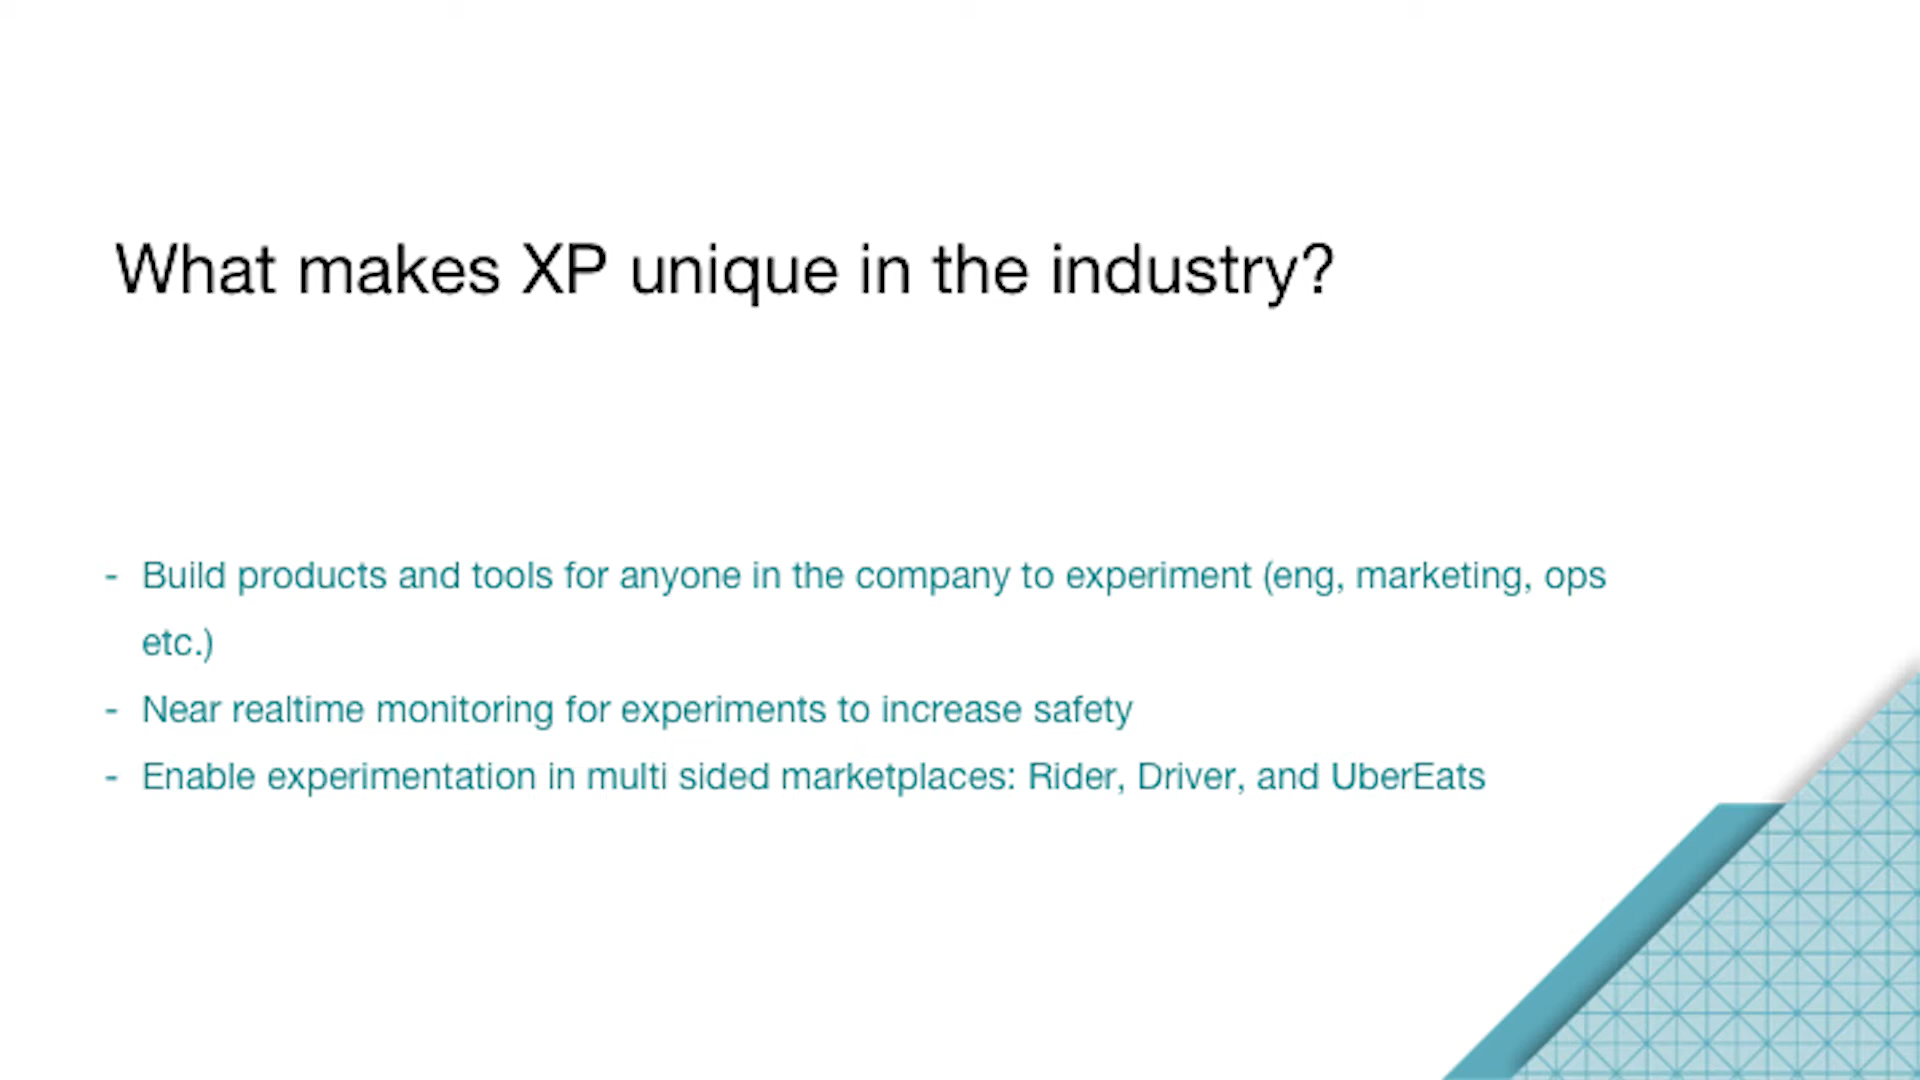 What makes XP unique in the industry?
- Build products and tools for anyone in the company to experiment (eng, marketing, ops
etc.)
- Near realtime monitoring for experiments to increase safety
- Enable experimentation in multi sided marketplaces: Rider, Driver, and UberEats